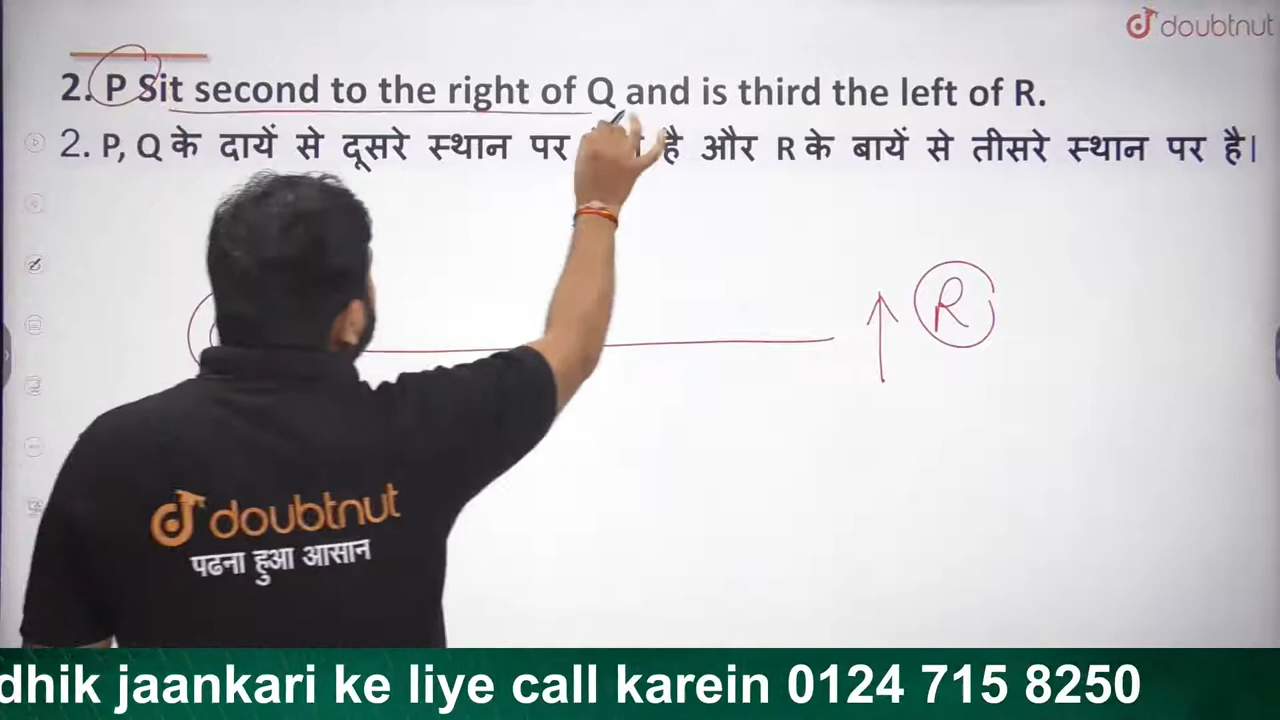 doubtnut
2. P Sit second to the right of Q and is third the left of R.
2. P, Q के दायें से दूसरे स्थान पर है और R के बायें से तीसरे स्थान पर है।
R
doubtnut
पढना हुआ आसान
dhik jaankari ke liye call karein 0124 715 8250